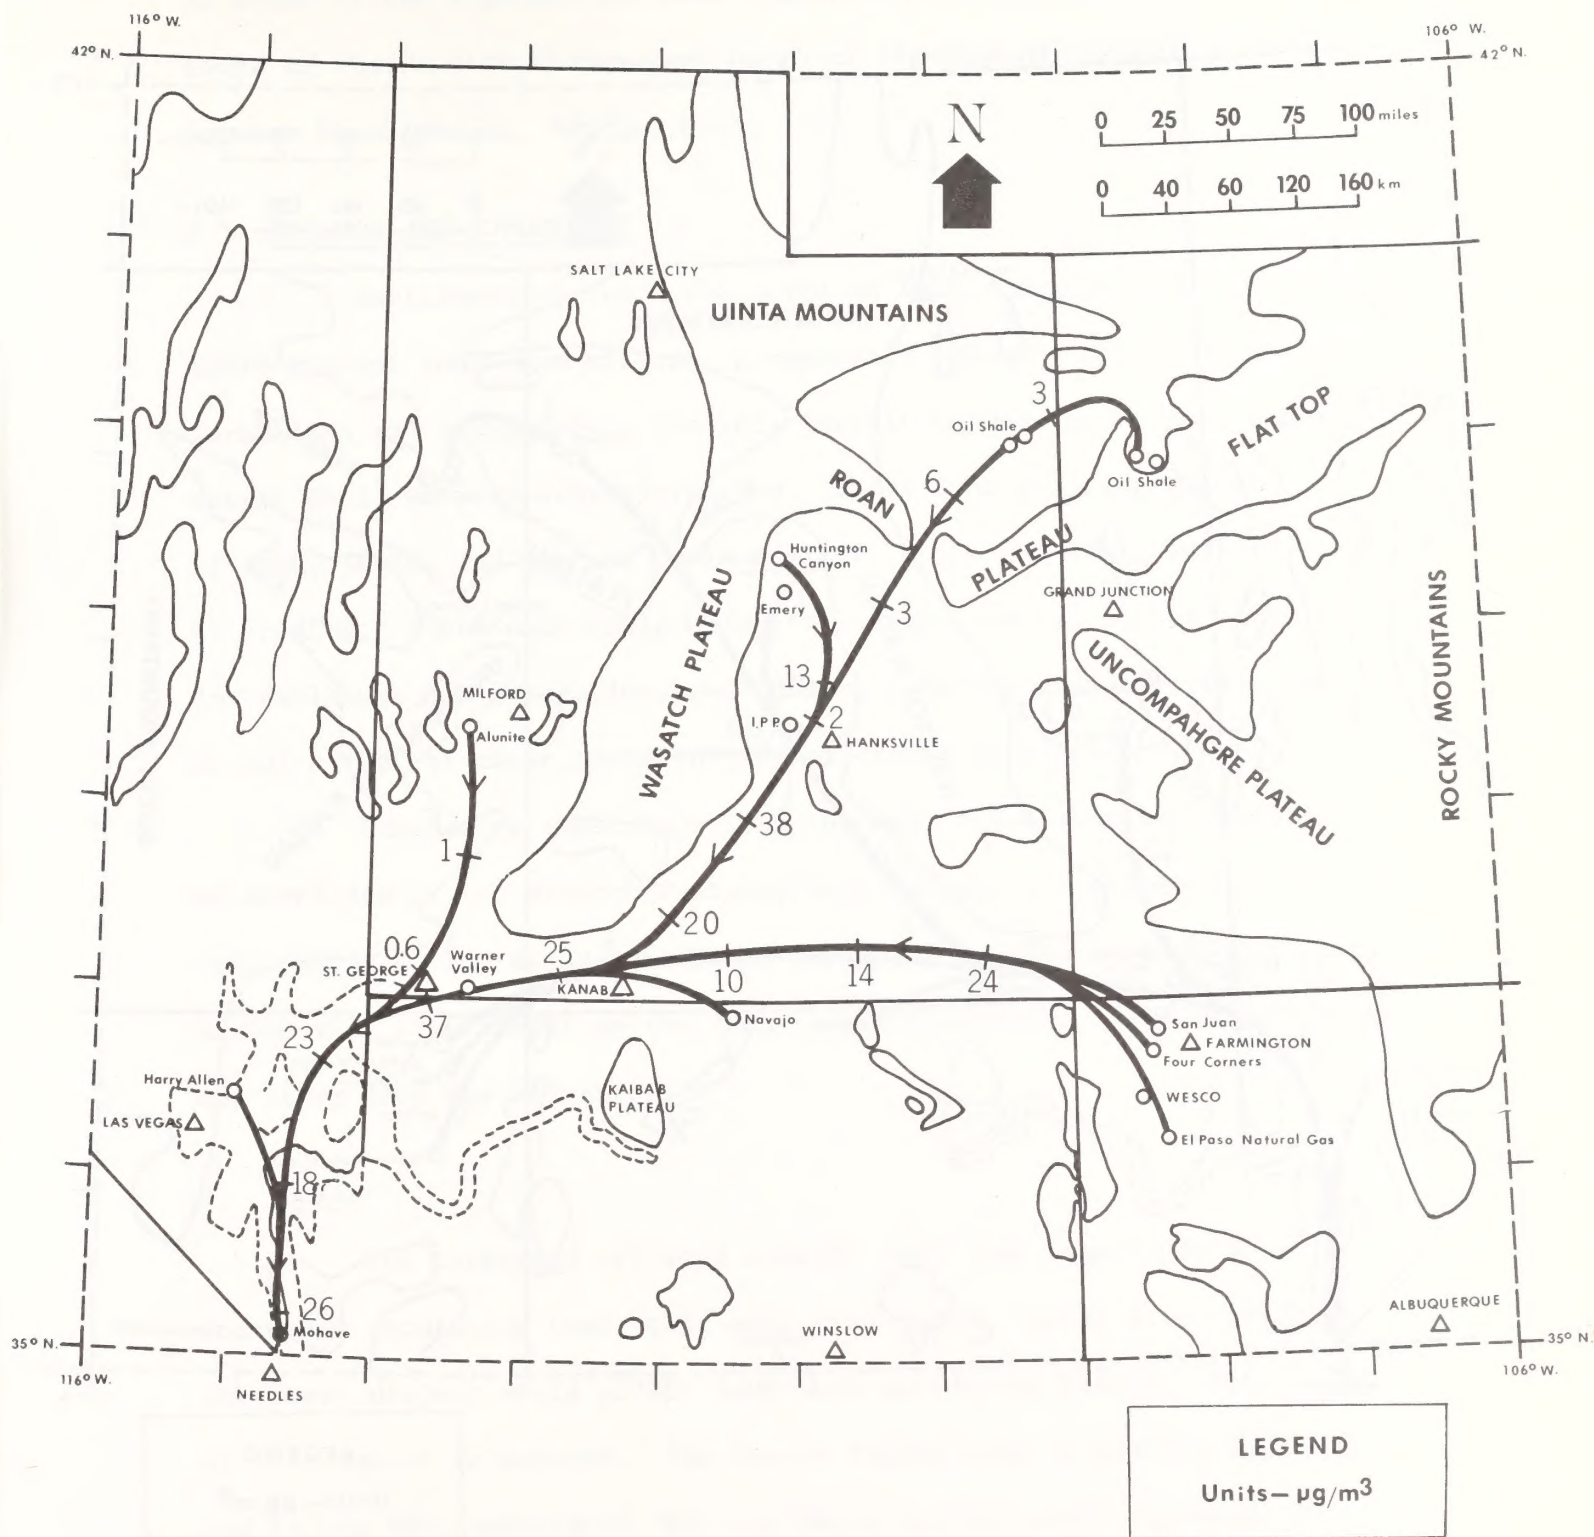 116° W.
106° W.
42° N.
42° N.
N
0 25 50 75 100 miles
0 40 60 120 160 km
SALT LAKE CITY
UINTA MOUNTAINS
3
Oil Shale
FLAT TOP
Oil Shale
6
ROAN
PLATEAU
Huntington
Canyon
GRAND JUNCTION
Emery
3
WASATCH PLATEAU
UNCOMPAHGRE PLATEAU
ROCKY MOUNTAINS
13
MILFORD
I.P.P.
2
Alunite
HANKSVILLE
38
1
20
0.6
Warner
Valley
25
ST. GEORGE
KANAB
10
14
24
37
Navajo
San Juan
FARMINGTON
Four Corners
23
Harry Allen
KAIBAB
PLATEAU
WESCO
LAS VEGAS
El Paso Natural Gas
18
26
Mohave
WINSLOW
ALBUQUERQUE
35° N.
35° N.
116° W.
106° W.
NEEDLES
LEGEND
Units— µg/m³